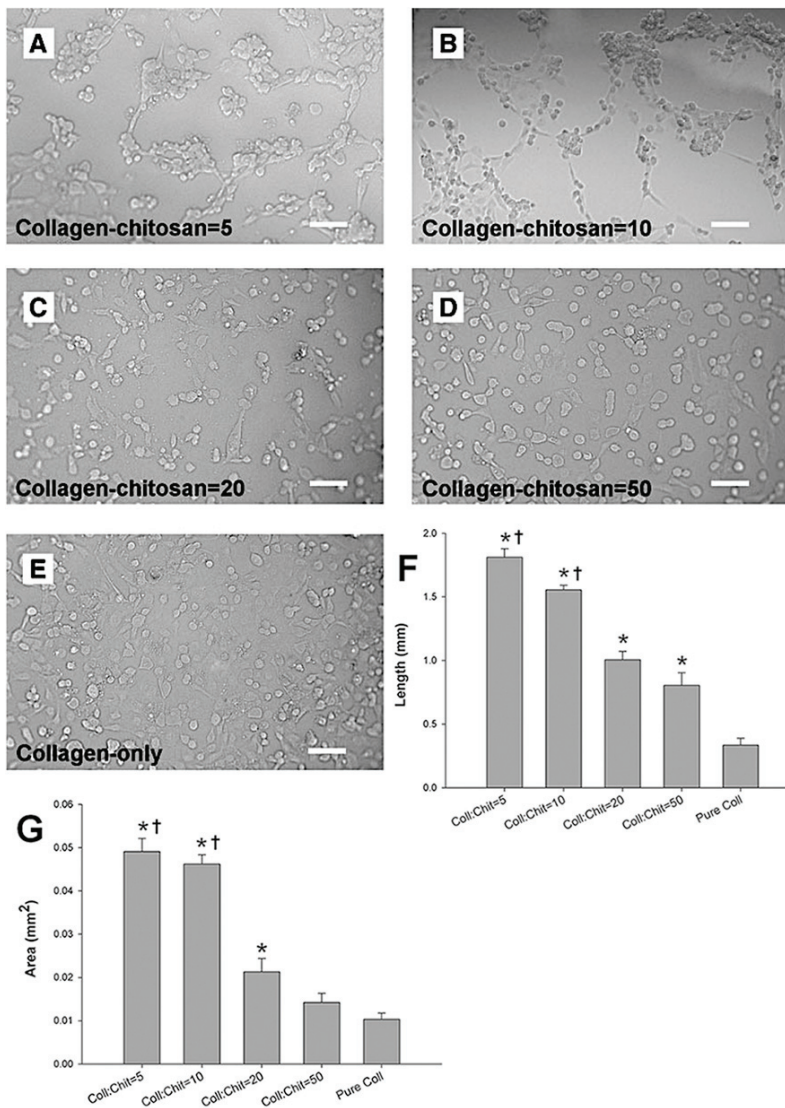 A
Collagen-chitosan=5
B
Collagen-chitosan=10
C
Collagen-chitosan=20
D
Collagen-chitosan=50
E
Collagen-only
F
2.0
1.5
1.0
0.5
0.0
Length (mm)
*†
*†
*
*
Coll:Chit=5
Coll:Chit=10
Coll:Chit=20
Coll:Chit=50
Pure Coll
G
0.06
0.05
0.04
0.03
0.02
0.01
0.00
Area (mm²)
*†
*†
*
Coll:Chit=5
Coll:Chit=10
Coll:Chit=20
Coll:Chit=50
Pure Coll